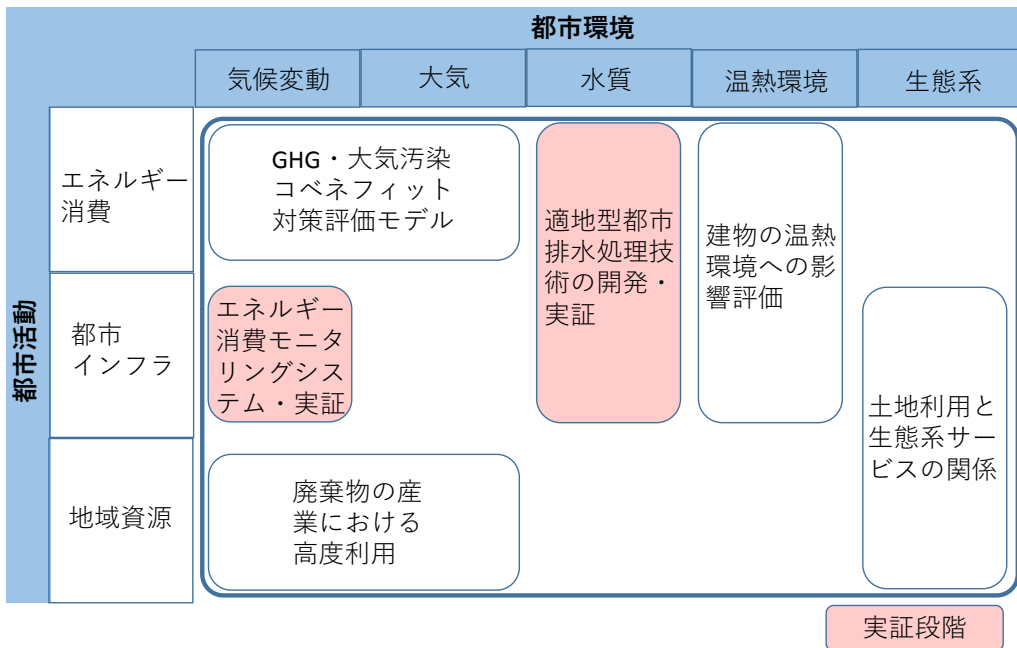 都市環境
気候変動
大気
水質
温熱環境
生態系
都市活動
エネルギー
消費
都市
インフラ
地域資源
GHG・大気汚染
コベネフィット
対策評価モデル
エネルギー
消費モニタ
リングシス
テム・実証
廃棄物の産
業における
高度利用
適地型都市
排水処理技
術の開発・
実証
建物の温熱
環境への影
響評価
土地利用と
生態系サー
ビスの関係
実証段階